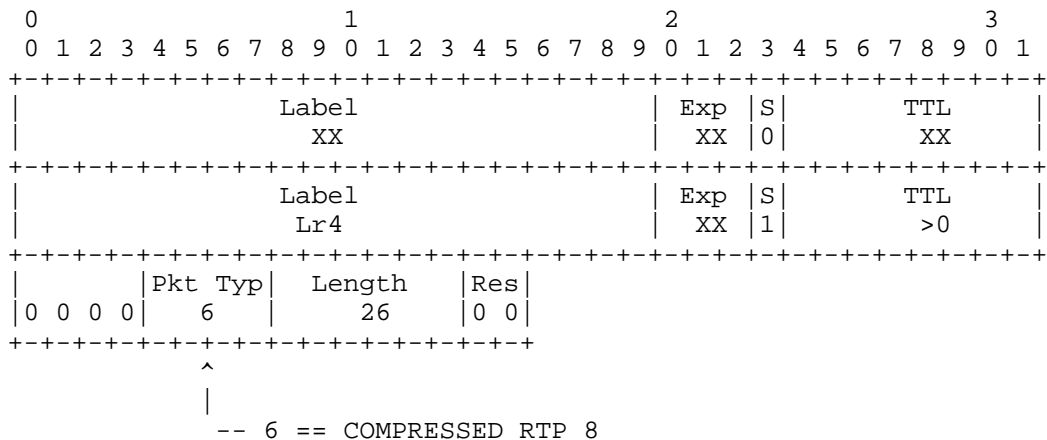 0                   1                   2                   3
 0 1 2 3 4 5 6 7 8 9 0 1 2 3 4 5 6 7 8 9 0 1 2 3 4 5 6 7 8 9 0 1
+-+-+-+-+-+-+-+-+-+-+-+-+-+-+-+-+-+-+-+-+-+-+-+-+-+-+-+-+-+-+-+-+
|                Label                  | Exp |S|       TTL     |
|                  XX                   |  XX |0|        XX     |
+-+-+-+-+-+-+-+-+-+-+-+-+-+-+-+-+-+-+-+-+-+-+-+-+-+-+-+-+-+-+-+-+
|                Label                  | Exp |S|       TTL     |
|                 Lr4                   |  XX |1|        >0     |
+-+-+-+-+-+-+-+-+-+-+-+-+-+-+-+-+-+-+-+-+-+-+-+-+-+-+-+-+-+-+-+-+
|       |Pkt Typ|  Length   |Res|
|0 0 0 0|   6   |     26    |0 0|
+-+-+-+-+-+-+-+-+-+-+-+-+-+-+-+-+
            ^
            |
             -- 6 == COMPRESSED RTP 8